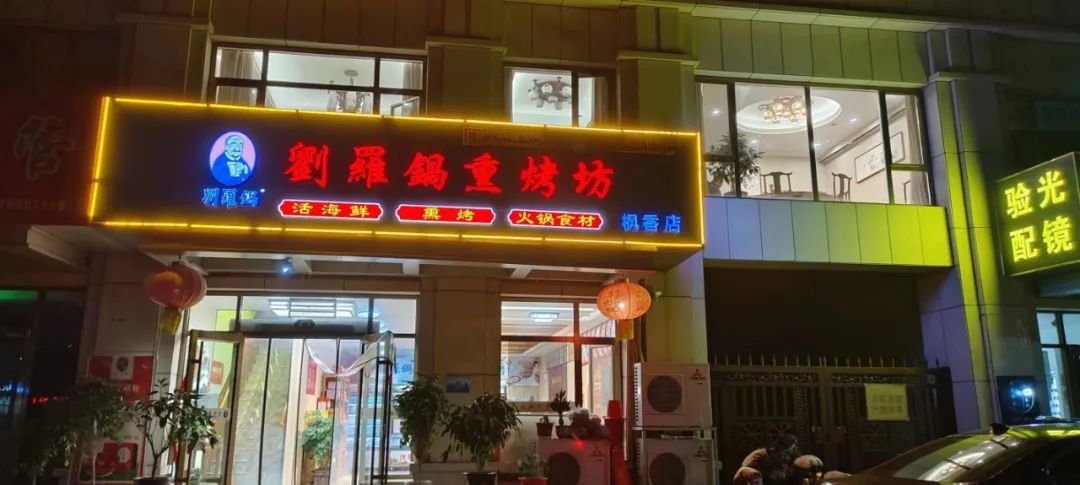 劉羅鍋熏烤坊
劉羅鍋
活海鲜
熏烤
火锅食材
枫香店
验光
配镜